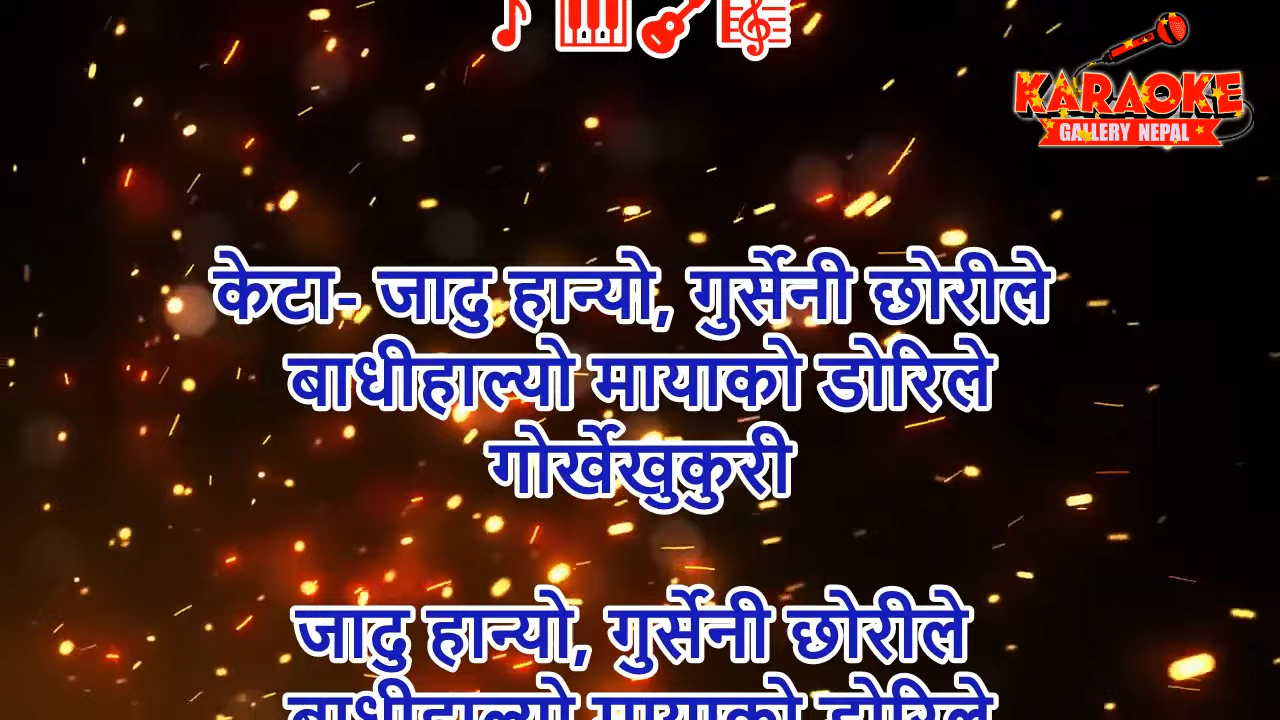 KARAOKE
GALLERY NEPAL
केटा- जादु हान्यो, गुर्सेनी छोरीले
बाधीहाल्यो मायाको डोरिले
गोर्खेखुकुरी
जादु हान्यो, गुर्सेनी छोरीले
बाधीहाल्यो मायाको डोरिले